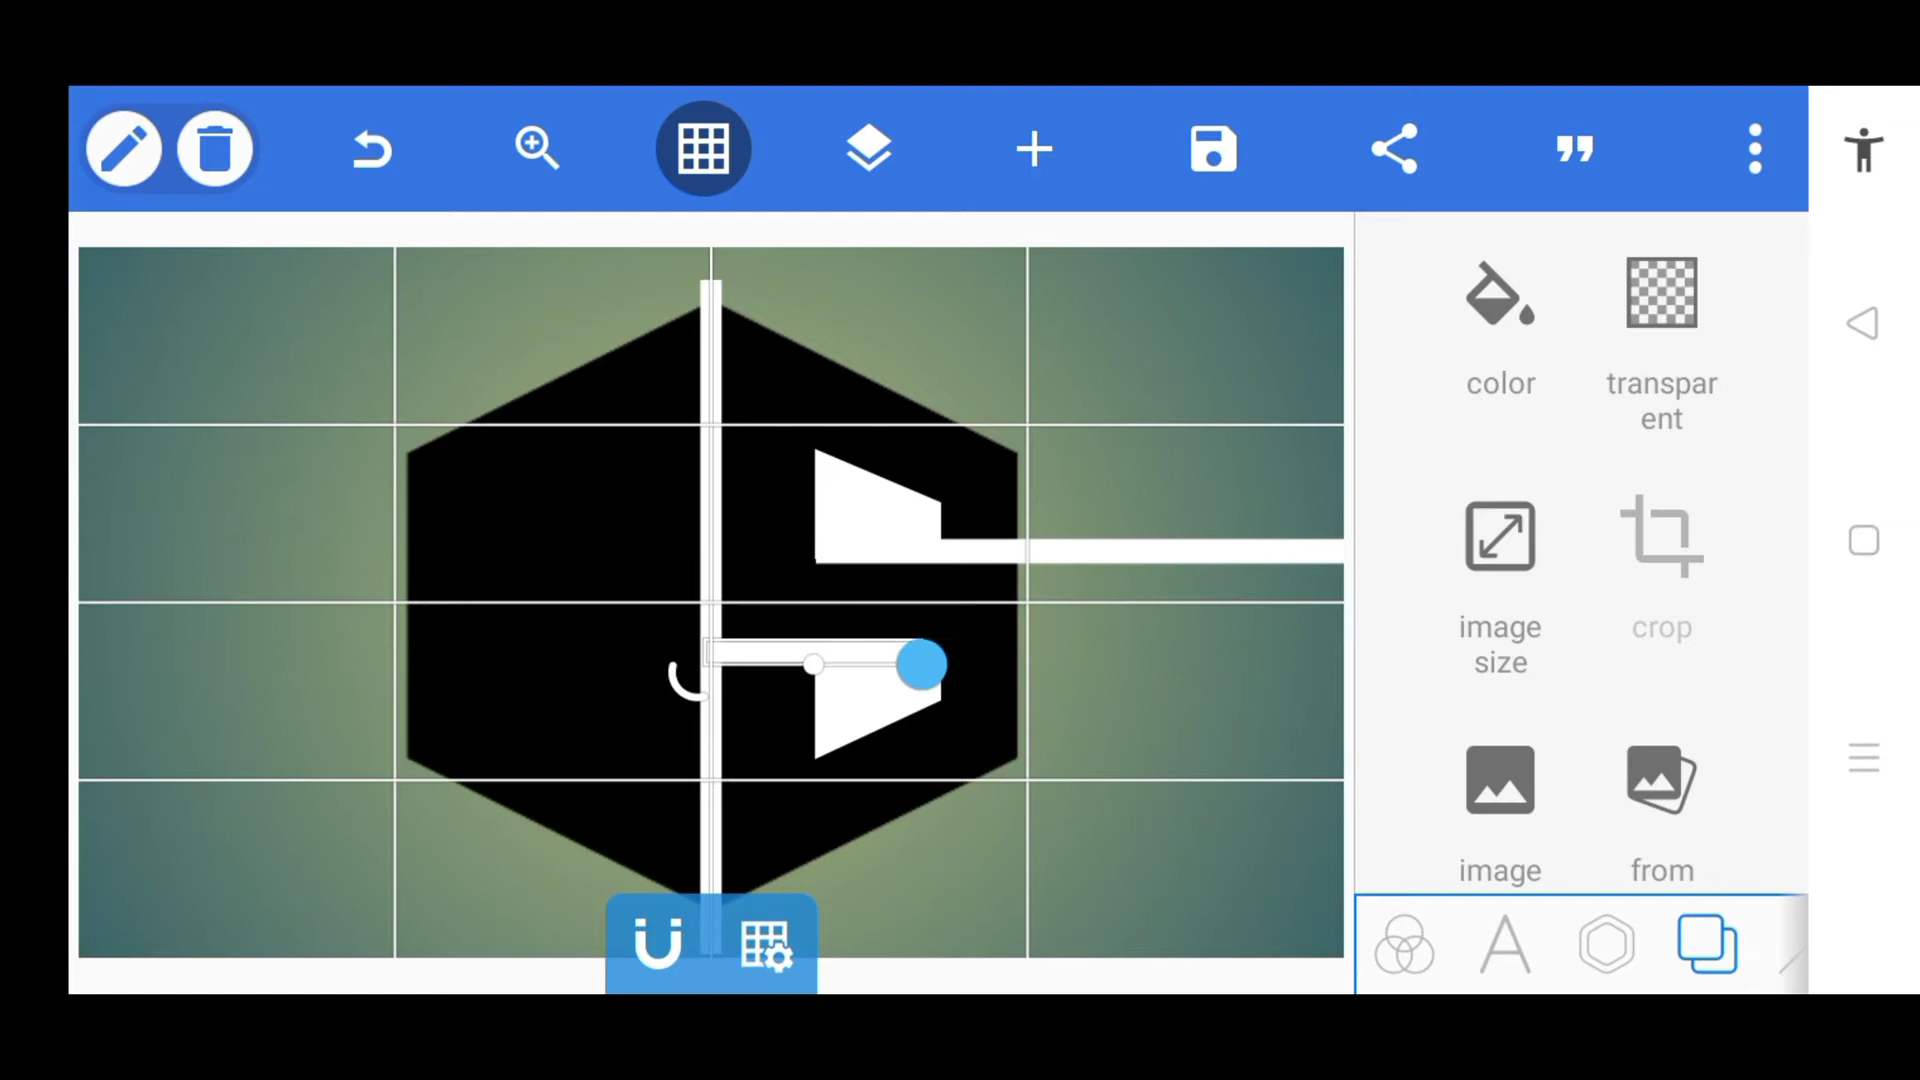 color
transpar
ent
image
size
crop
image
from